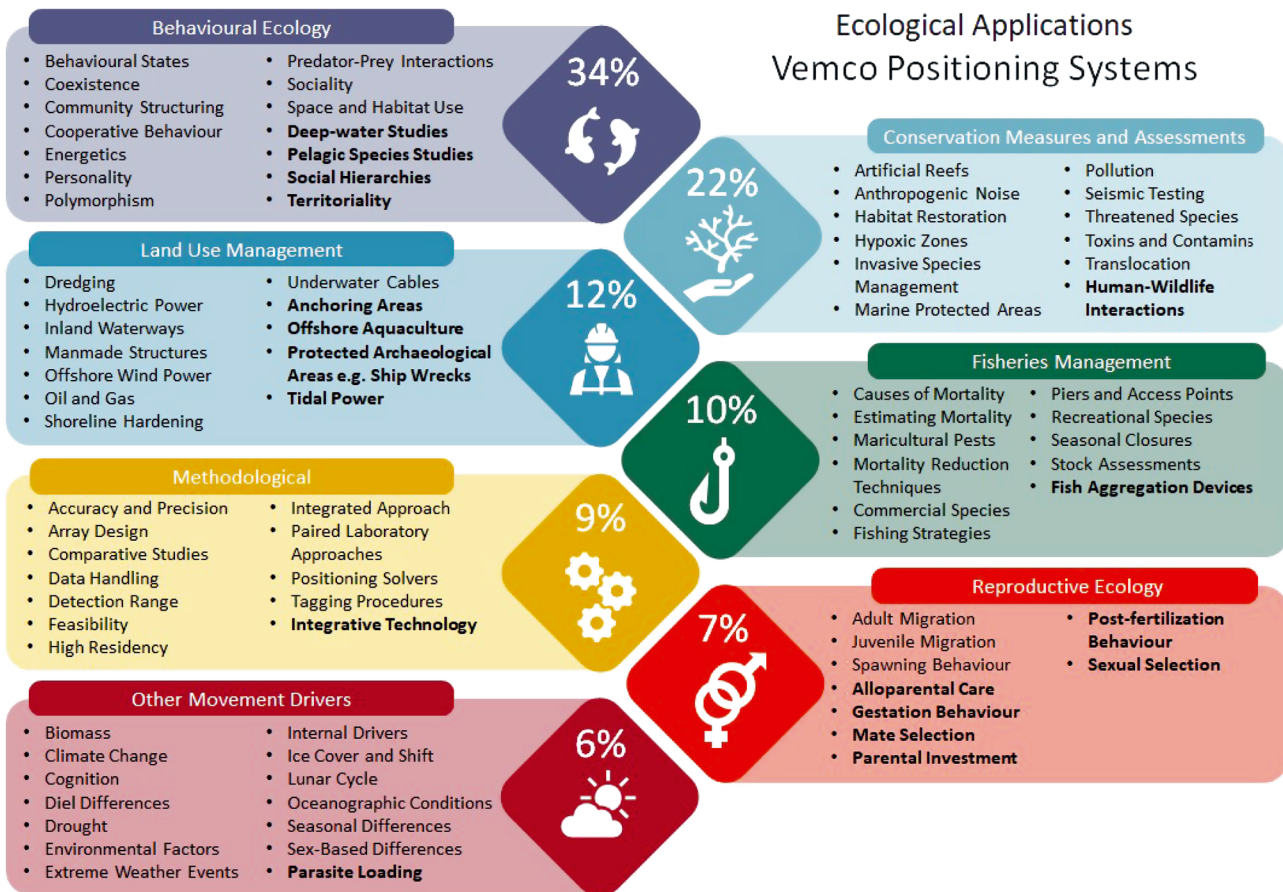 Ecological Applications
Vemco Positioning Systems
Behavioural Ecology
• Behavioural States
• Coexistence
• Community Structuring
• Cooperative Behaviour
• Energetics
• Personality
• Polymorphism
• Predator-Prey Interactions
• Sociality
• Space and Habitat Use
• Deep-water Studies
• Pelagic Species Studies
• Social Hierarchies
• Territoriality
34%
Conservation Measures and Assessments
22%
• Artificial Reefs
• Anthropogenic Noise
• Habitat Restoration
• Hypoxic Zones
• Invasive Species
Management
• Marine Protected Areas
• Pollution
• Seismic Testing
• Threatened Species
• Toxins and Contamins
• Translocation
• Human-Wildlife
Interactions
Land Use Management
• Dredging
• Hydroelectric Power
• Inland Waterways
• Manmade Structures
• Offshore Wind Power
• Oil and Gas
• Shoreline Hardening
• Underwater Cables
• Anchoring Areas
• Offshore Aquaculture
• Protected Archaeological
Areas e.g. Ship Wrecks
• Tidal Power
12%
Fisheries Management
10%
• Causes of Mortality
• Estimating Mortality
• Maricultural Pests
• Mortality Reduction
Techniques
• Commercial Species
• Fishing Strategies
• Piers and Access Points
• Recreational Species
• Seasonal Closures
• Stock Assessments
• Fish Aggregation Devices
Methodological
• Accuracy and Precision
• Array Design
• Comparative Studies
• Data Handling
• Detection Range
• Feasibility
• High Residency
• Integrated Approach
• Paired Laboratory
Approaches
• Positioning Solvers
• Tagging Procedures
• Integrative Technology
9%
Reproductive Ecology
7%
• Adult Migration
• Juvenile Migration
• Spawning Behaviour
• Alloparental Care
• Gestation Behaviour
• Mate Selection
• Parental Investment
• Post-fertilization
Behaviour
• Sexual Selection
Other Movement Drivers
• Biomass
• Climate Change
• Cognition
• Diel Differences
• Drought
• Environmental Factors
• Extreme Weather Events
• Internal Drivers
• Ice Cover and Shift
• Lunar Cycle
• Oceanographic Conditions
• Seasonal Differences
• Sex-Based Differences
• Parasite Loading
6%